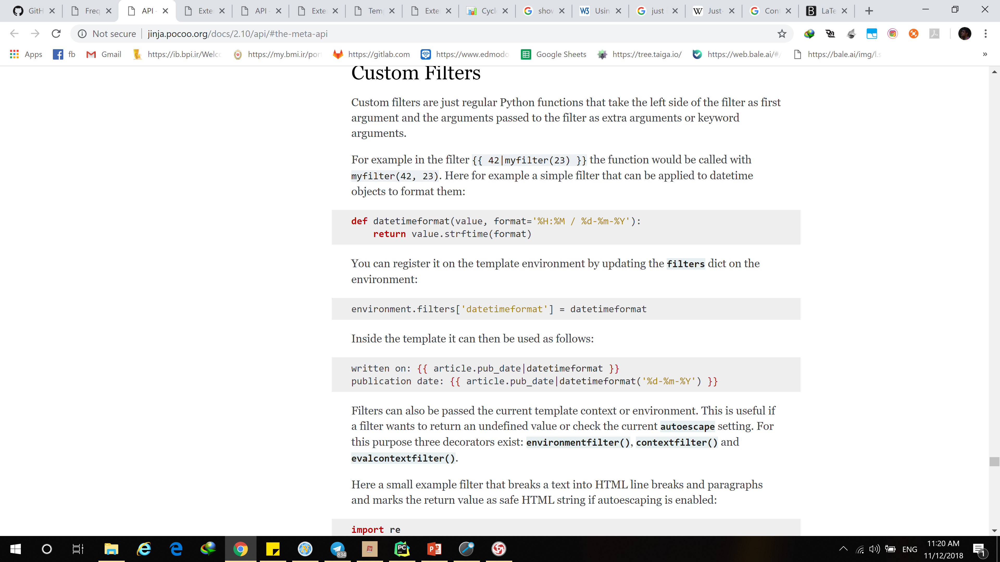 GitH
Freq
API -
Exte
API -
Exte
Tem
Exte
Cycl
shov
Usin
just
Just-
Con
LaTe
Not secure
jinja.pocoo.org/docs/2.10/api/#the-meta-api
Apps
fb
Gmail
https://ib.bpi.ir/Welc
https://my.bmi.ir/por
https://gitlab.com
https://www.edmodo
Google Sheets
https://tree.taiga.io/
https://web.bale.ai/#/
https://bale.ai/img/l.s
»
Custom Filters
Custom filters are just regular Python functions that take the left side of the filter as first
argument and the arguments passed to the filter as extra arguments or keyword
arguments.
For example in the filter {{ 42|myfilter(23) }} the function would be called with
myfilter(42, 23). Here for example a simple filter that can be applied to datetime
objects to format them:
def datetimeformat(value, format='%H:%M / %d-%m-%Y'):
return value.strftime(format)
You can register it on the template environment by updating the filters dict on the
environment:
environment.filters['datetimeformat'] = datetimeformat
Inside the template it can then be used as follows:
written on: {{ article.pub_date|datetimeformat }}
publication date: {{ article.pub_date|datetimeformat('%d-%m-%Y') }}
Filters can also be passed the current template context or environment. This is useful if
a filter wants to return an undefined value or check the current autoescape setting. For
this purpose three decorators exist: environmentfilter(), contextfilter() and
evalcontextfilter().
Here a small example filter that breaks a text into HTML line breaks and paragraphs
and marks the return value as safe HTML string if autoescaping is enabled:
import re
834
ENG
11:20 AM
11/12/2018
1